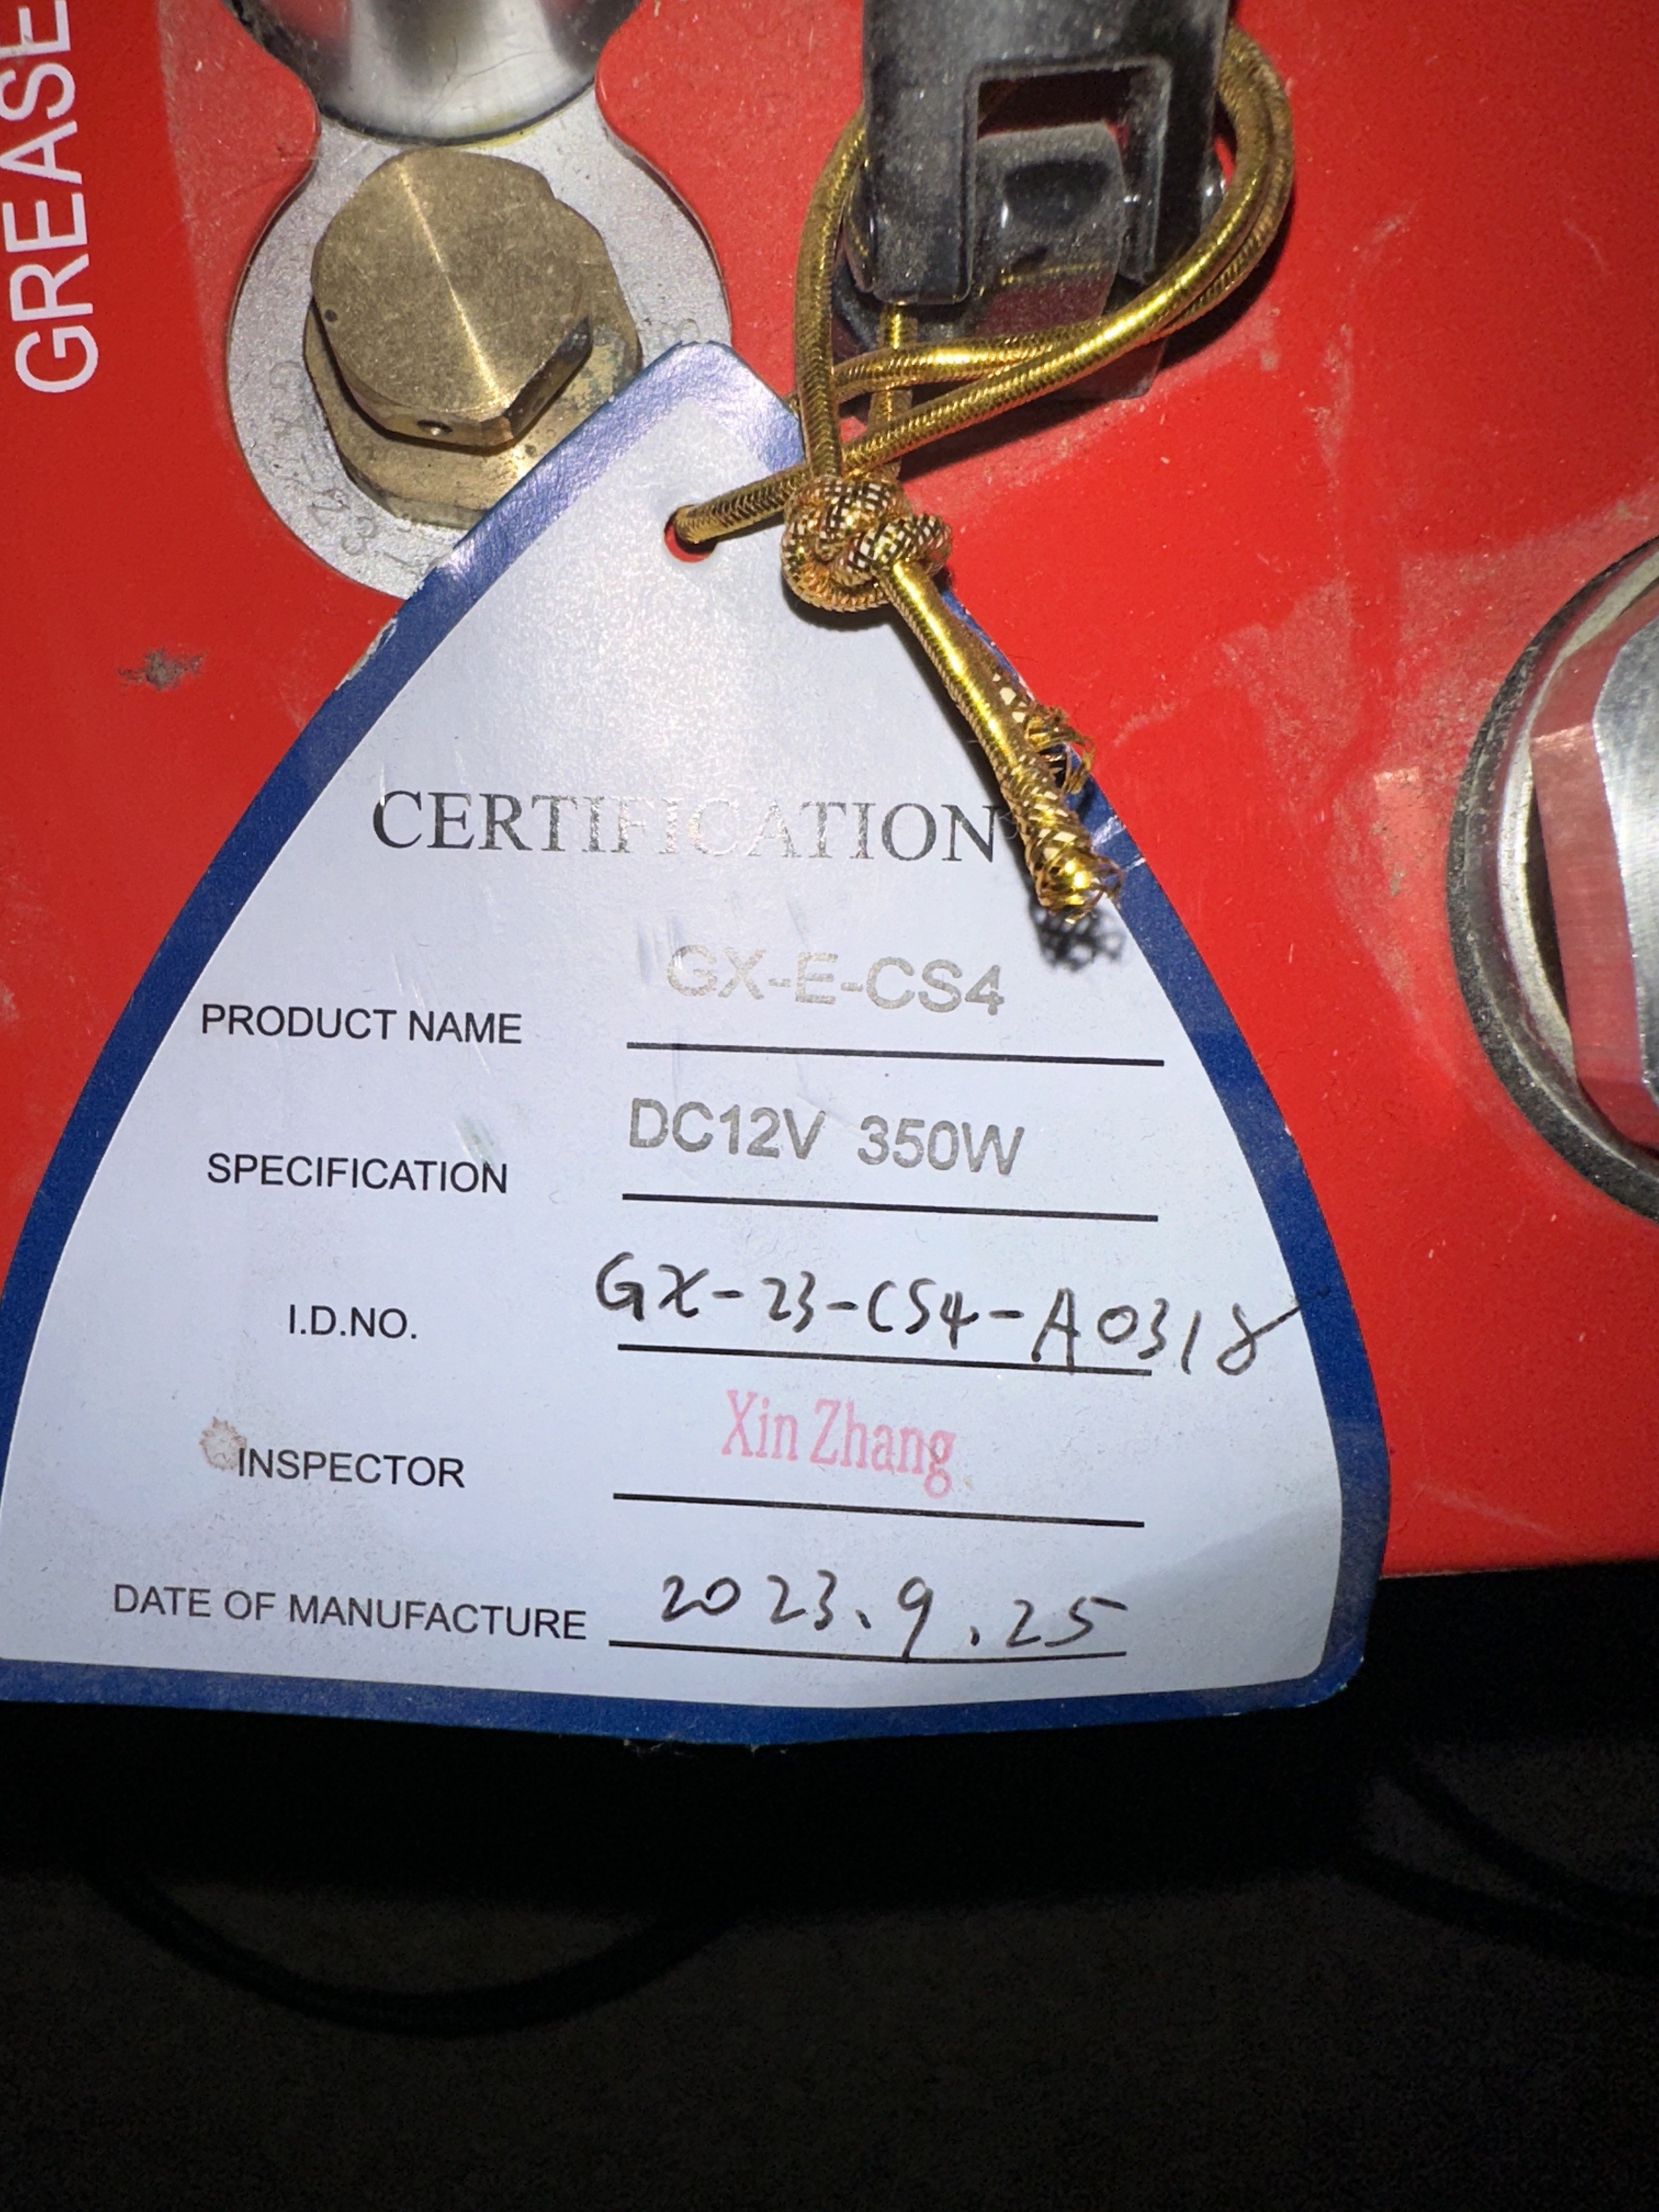 GREASE
CERTIFICATION
PRODUCT NAME GX-E-CS4
SPECIFICATION DC12V 350W
I.D.NO. GX-23-CS4-A0318
INSPECTOR Xin Zhang
DATE OF MANUFACTURE 2023.9.25